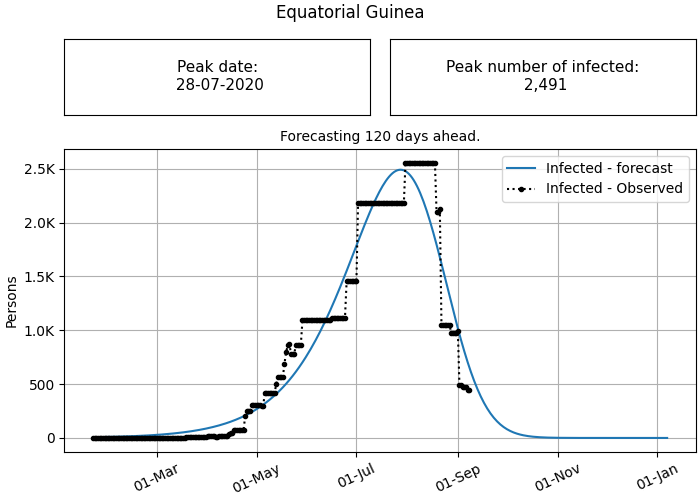 Equatorial Guinea
Peak date:
28-07-2020
Peak number of infected:
2,491
Forecasting 120 days ahead.
Infected - forecast
Infected - Observed
Persons
2.5K
2.0K
1.5K
1.0K
500
0
01-Mar
01-May
01-Jul
01-Sep
01-Nov
01-Jan